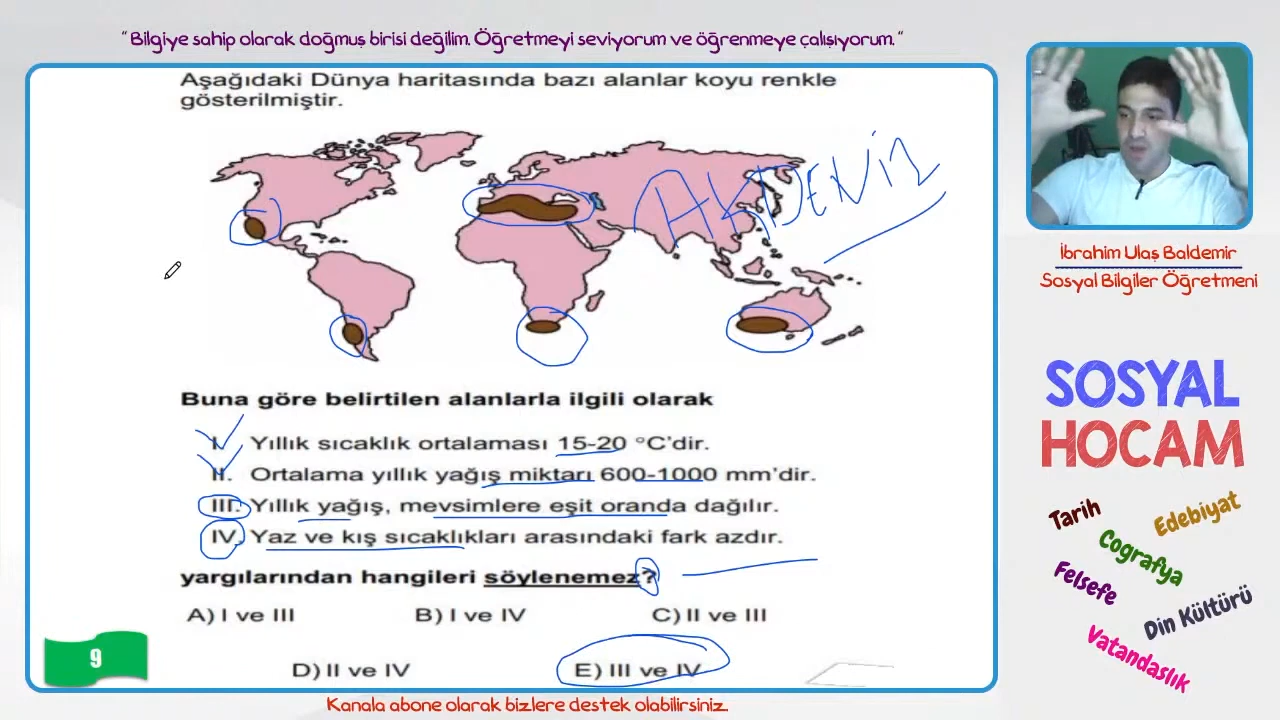 “ Bilgiye sahip olarak doğmuş birisi değilim. Öğretmeyi seviyorum ve öğrenmeye çalışıyorum.”
Aşağıdaki Dünya haritasında bazı alanlar koyu renkle
gösterilmiştir.
AKDENİZ
Buna göre belirtilen alanlarla ilgili olarak
I. Yıllık sıcaklık ortalaması 15-20 °C’dir.
II. Ortalama yıllık yağış miktarı 600-1000 mm’dir.
III. Yıllık yağış, mevsimlere eşit oranda dağılır.
IV. Yaz ve kış sıcaklıkları arasındaki fark azdır.
yargılarından hangileri söylenemez?
A) I ve III B) I ve IV C) II ve III
D) II ve IV E) III ve IV
9
Kanala abone olarak bizlere destek olabilirsiniz.
İbrahim Ulaş Baldemir
Sosyal Bilgiler Öğretmeni
SOSYAL
HOCAM
Tarih
Edebiyat
Coğrafya
Felsefe
Din Kültürü
Vatandaslık